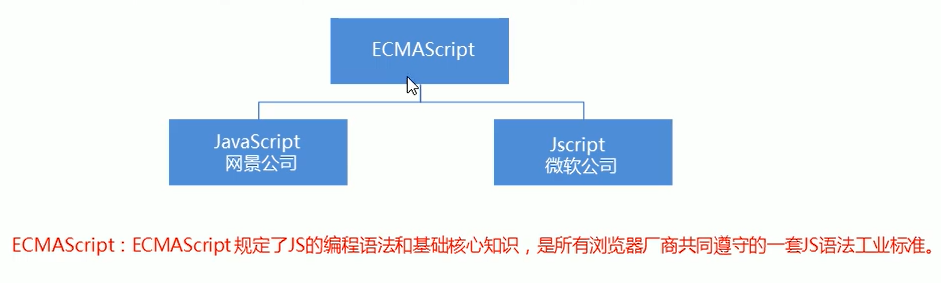 ECMAScript
JavaScript
网景公司
Jscript
微软公司
ECMAScript：ECMAScript 规定了JS的编程语法和基础核心知识，是所有浏览器厂商共同遵守的一套JS语法工业标准。